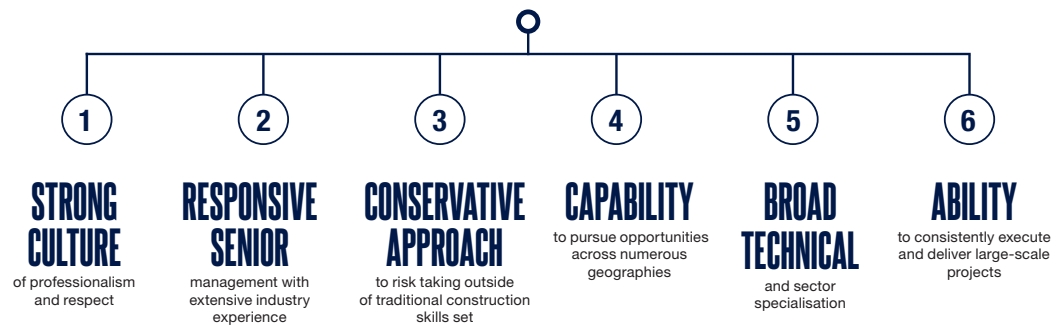 1
STRONG
CULTURE
of professionalism
and respect
2
RESPONSIVE
SENIOR
management with
extensive industry
experience
3
CONSERVATIVE
APPROACH
to risk taking outside
of traditional construction
skills set
4
CAPABILITY
to pursue opportunities
across numerous
geographies
5
BROAD
TECHNICAL
and sector
specialisation
6
ABILITY
to consistently execute
and deliver large-scale
projects